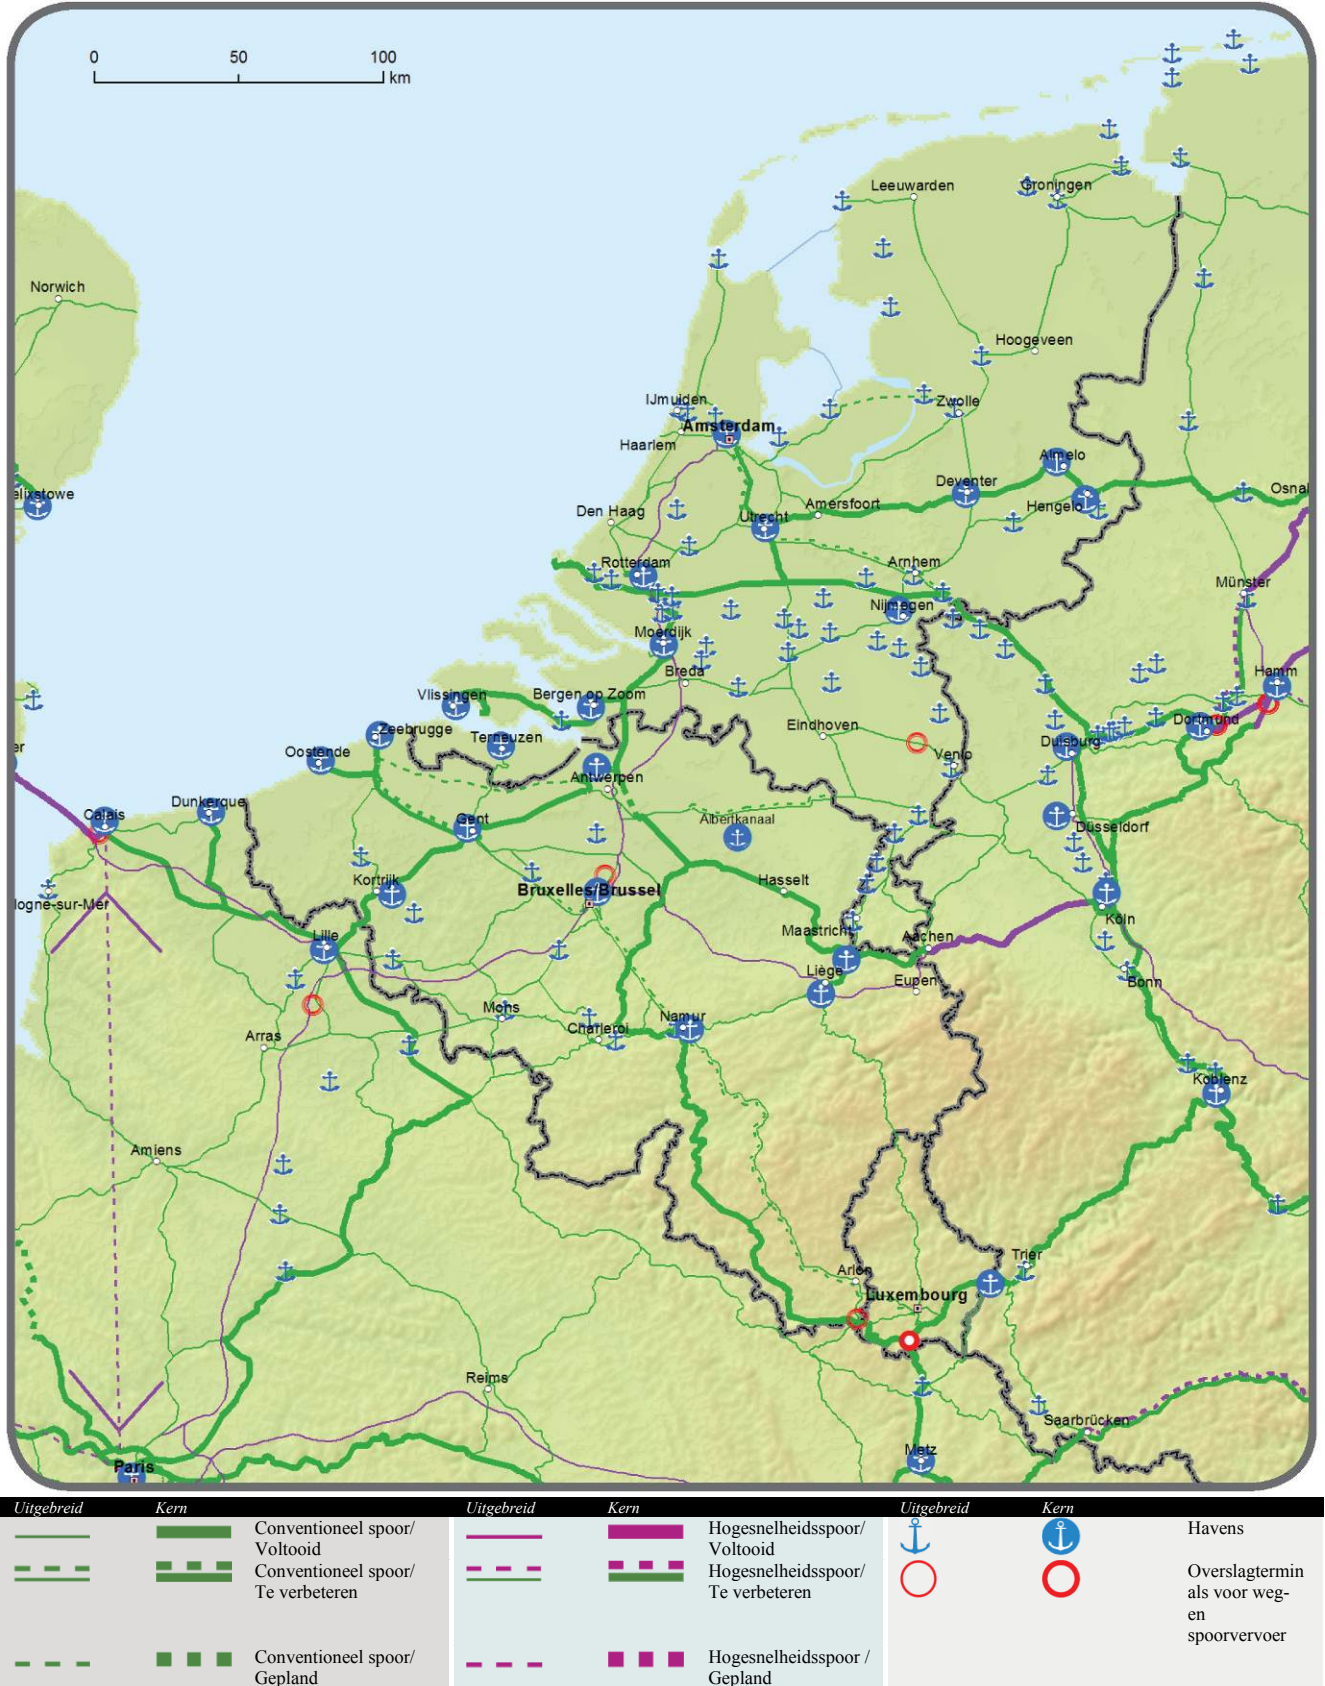 0 50 100
km
Leeuwarden
Groningen
Norwich
Hoogeveen
IJmuiden
Zwolle
Amsterdam
Haarlem
Almelo
Deventer
elixstowe
Osnal
Amersfoort
Hengelo
Den Haag
Utrecht
Rotterdam
Arnhem
Münster
Nijmegen
Moerdijk
Breda
Hamm
Vlissingen
Bergen op Zoom
Zeebrugge
Terneuzen
Eindhoven
Dortmund
er
Oostende
Venlo
Duisburg
Antwerpen
Dunkerque
Calais
Gent
Albertkanaal
Düsseldorf
Kortrijk
Bruxelles/Brussel
Hasselt
logne-sur-Mer
Köln
Maastricht
Aachen
Lille
Liège
Eupen
Bonn
Mons
Namur
Charleroi
Arras
Koblenz
Amiens
Trier
Arlon
Luxembourg
Reims
Saarbrücken
Metz
Paris
Uitgebreid Kern Uitgebreid Kern Uitgebreid Kern
Conventioneel spoor/
Voltooid
Conventioneel spoor/
Te verbeteren
Conventioneel spoor/
Gepland
Hogesnelheidsspoor/
Voltooid
Hogesnelheidsspoor/
Te verbeteren
Hogesnelheidsspoor /
Gepland
Havens
Overslagtermin
als voor weg-
en
spoorvervoer